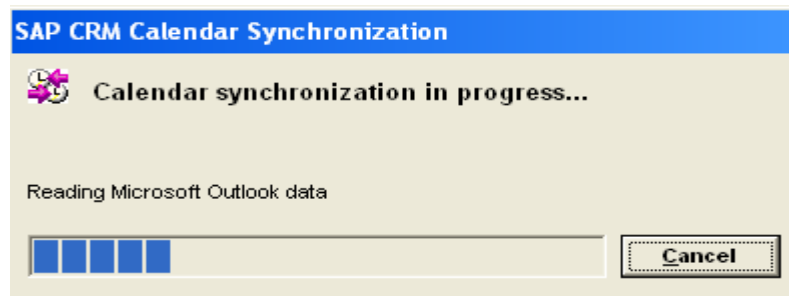 SAP CRM Calendar Synchronization
Calendar synchronization in progress...
Reading Microsoft Outlook data
Cancel